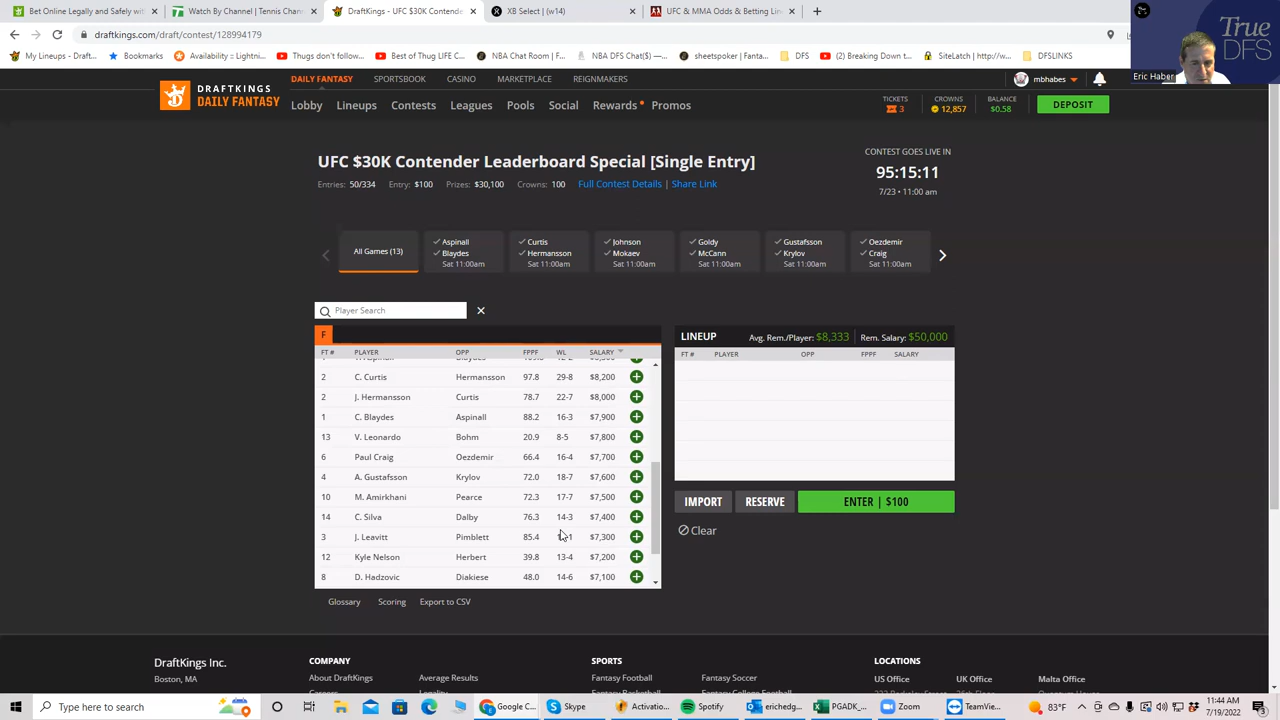 Bet Online Legally and Safely w
Watch By Channel | Tennis Chann
DraftKings - UFC $30K Contende
XB Select | (w14)
UFC & MMA Odds & Betting Lin
draftkings.com/draft/contest/128994179
My Lineups - Draf
Bookmarks
Availability :: Lightni
Thugs don't follow
Best of Thug LIFE C
NBA Chat Room | F
NBA DFS Chat($) -
sheetspoker | Fanta
DFS
(2) Breaking Down t
SiteLatch | http://w
DFSLINKS
True
DFS
Eric Haber
DRAFTKINGS
DAILY FANTASY
DAILY FANTASY
SPORTSBOOK
CASINO
MARKETPLACE
REIGNMAKERS
mbhabes
Lobby
Lineups
Contests
Leagues
Pools
Social
Rewards
Promos
TICKETS
3
CROWNS
12,857
BALANCE
$0.58
DEPOSIT
UFC $30K Contender Leaderboard Special [Single Entry]
Entries: 50/334 Entry: $100 Prizes: $30,100 Crowns: 100 Full Contest Details | Share Link
CONTEST GOES LIVE IN
95:15:11
7/23 • 11:00 am
All Games (13)
Aspinall
Blaydes
Sat 11:00am
Curtis
Hermansson
Sat 11:00am
Johnson
Mokaev
Sat 11:00am
Goldy
McCann
Sat 11:00am
Gustafsson
Krylov
Sat 11:00am
Oezdemir
Craig
Sat 11:00am
Player Search
F
FT # PLAYER OPP FPPF WL SALARY
2 C. Curtis Hermansson 97.8 29-8 $8,200
2 J. Hermansson Curtis 78.7 22-7 $8,000
1 C. Blaydes Aspinall 88.2 16-3 $7,900
13 V. Leonardo Bohm 20.9 8-5 $7,800
6 Paul Craig Oezdemir 66.4 16-4 $7,700
4 A. Gustafsson Krylov 72.0 18-7 $7,600
10 M. Amirkhani Pearce 72.3 17-7 $7,500
14 C. Silva Dalby 76.3 14-3 $7,400
3 J. Leavitt Pimblett 85.4 $7,300
12 Kyle Nelson Herbert 39.8 13-4 $7,200
8 D. Hadzovic Diakiese 48.0 14-6 $7,100
Glossary
Scoring
Export to CSV
LINEUP
Avg. Rem./Player: $8,333 | Rem. Salary: $50,000
FT # PLAYER OPP FPPF SALARY
IMPORT
RESERVE
ENTER | $100
Clear
DraftKings Inc.
Boston, MA
COMPANY
About DraftKings
Average Results
SPORTS
Fantasy Football
Fantasy Soccer
LOCATIONS
US Office
UK Office
Malta Office
Type here to search
Google C
Skype
Activatio
Spotify
erichedg
PGADK_
Zoom
TeamVie
83°F
11:44 AM
7/19/2022